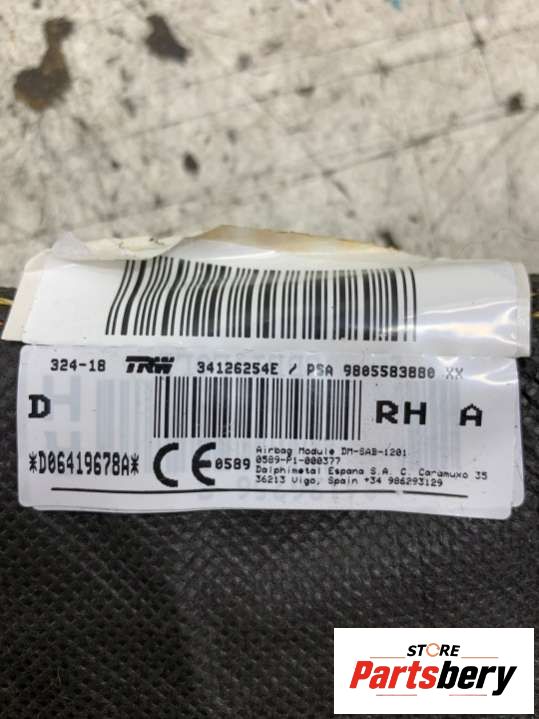 324-18 TRW 34126254E / PSA 9805583880 XX
D RH A
*D06419678A* CE 0589 Airbag Module DM-SAB-1201
0589-P1-000377
Dalphimetal Espana S.A. C. Caramuxo 35
36213 Vigo, Spain +34 986293129
STORE
Partsbery